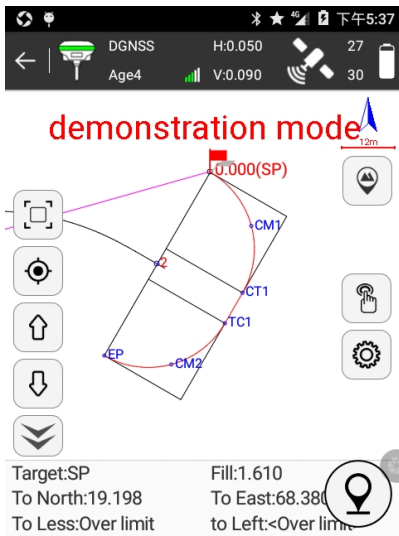 4G 下午5:37
DGNSS H:0.050 27
Age4 V:0.090 30
demonstration mode
12m
0.000(SP)
CM1
2
CT1
TC1
EP
CM2
Target:SP Fill:1.610
To North:19.198 To East:68.380
To Less:Over limit to Left:<Over limit